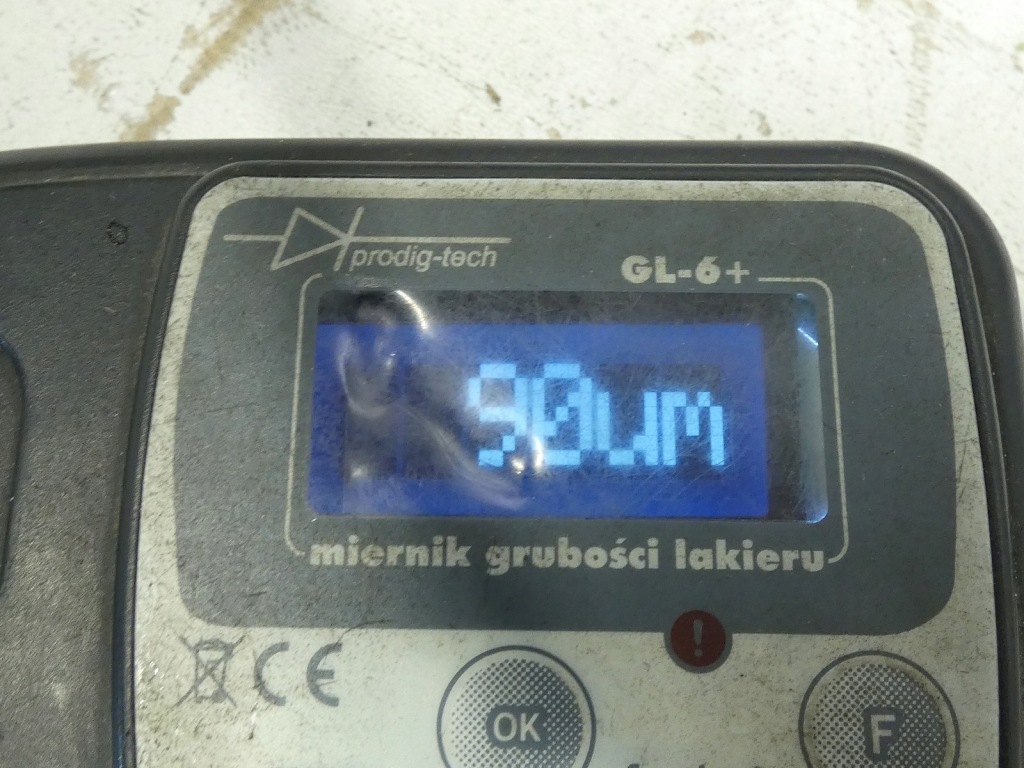 prodig-tech
GL-6+
90um
miernik grubości lakieru
!
CE
OK
F